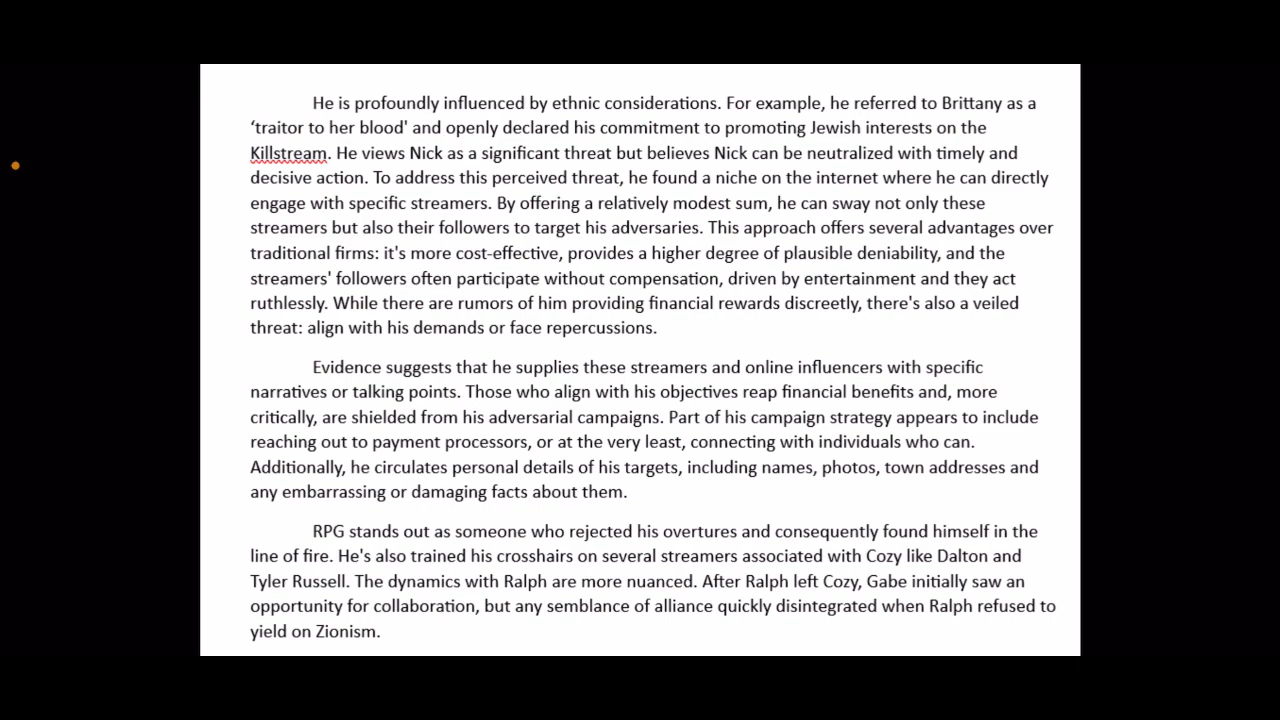 He is profoundly influenced by ethnic considerations. For example, he referred to Brittany as a
‘traitor to her blood' and openly declared his commitment to promoting Jewish interests on the
Killstream. He views Nick as a significant threat but believes Nick can be neutralized with timely and
decisive action. To address this perceived threat, he found a niche on the internet where he can directly
engage with specific streamers. By offering a relatively modest sum, he can sway not only these
streamers but also their followers to target his adversaries. This approach offers several advantages over
traditional firms: it's more cost-effective, provides a higher degree of plausible deniability, and the
streamers' followers often participate without compensation, driven by entertainment and they act
ruthlessly. While there are rumors of him providing financial rewards discreetly, there's also a veiled
threat: align with his demands or face repercussions.
Evidence suggests that he supplies these streamers and online influencers with specific
narratives or talking points. Those who align with his objectives reap financial benefits and, more
critically, are shielded from his adversarial campaigns. Part of his campaign strategy appears to include
reaching out to payment processors, or at the very least, connecting with individuals who can.
Additionally, he circulates personal details of his targets, including names, photos, town addresses and
any embarrassing or damaging facts about them.
RPG stands out as someone who rejected his overtures and consequently found himself in the
line of fire. He's also trained his crosshairs on several streamers associated with Cozy like Dalton and
Tyler Russell. The dynamics with Ralph are more nuanced. After Ralph left Cozy, Gabe initially saw an
opportunity for collaboration, but any semblance of alliance quickly disintegrated when Ralph refused to
yield on Zionism.